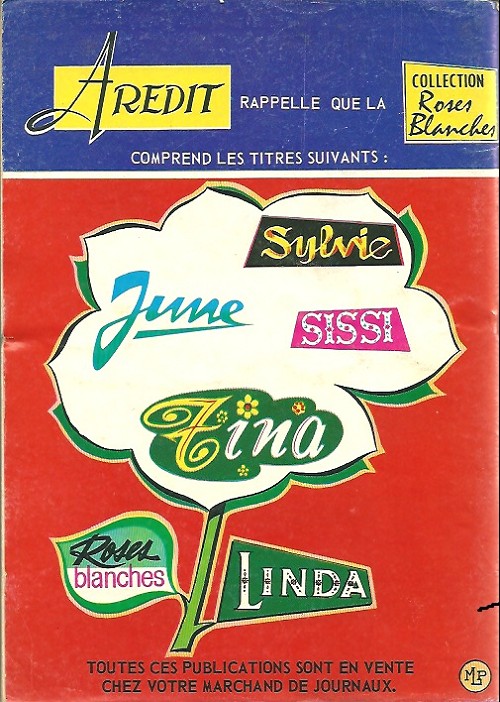 AREDIT RAPPELLE QUE LA
COLLECTION
Roses
Blanches
COMPREND LES TITRES SUIVANTS :
Sylvie
June
SISSI
Tina
Roses
blanches
LINDA
TOUTES CES PUBLICATIONS SONT EN VENTE
CHEZ VOTRE MARCHAND DE JOURNAUX.
MLP